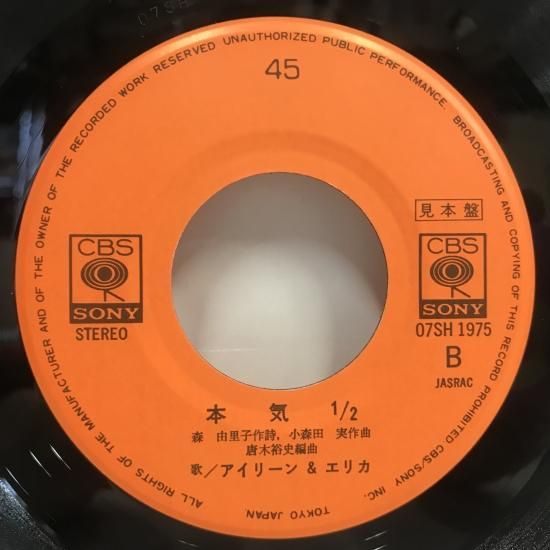 07SH
ALL RIGHTS OF THE MANUFACTURER AND OF THE OWNER OF THE RECORDED WORK RESERVED UNAUTHORIZED PUBLIC PERFORMANCE. BROADCASTING AND COPYING OF THIS RECORD PROHIBITED CBS/SONY INC. TOKYO JAPAN
45
見本盤
CBS
SONY
STEREO
CBS
SONY
07SH 1975
B
JASRAC
本気 1/2
森 由里子作詩, 小森田 実作曲
唐木裕史編曲
歌/アイリーン & エリカ